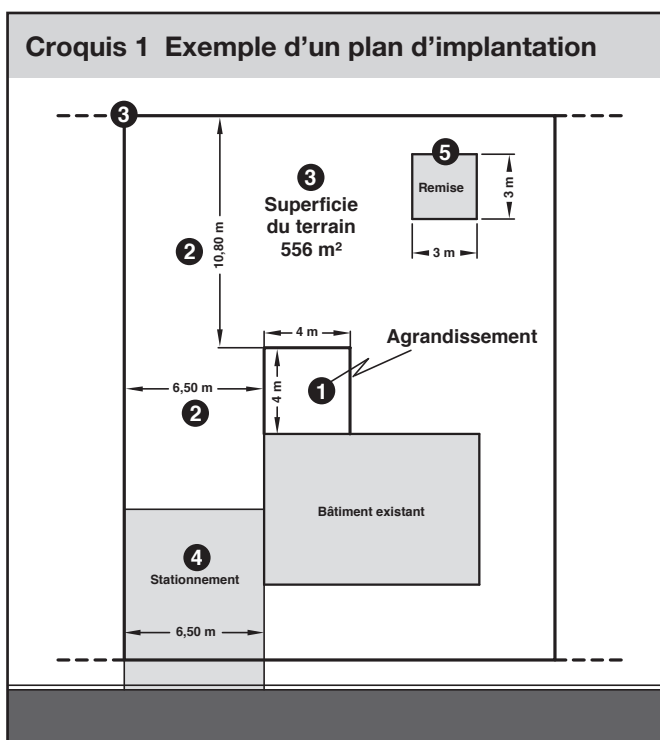 Croquis 1 Exemple d'un plan d'implantation
3
5
Remise
3 m
3 m
3
Superficie
du terrain
556 m²
2
10,80 m
4 m
Agrandissement
4 m
1
6,50 m
2
Bâtiment existant
4
Stationnement
6,50 m